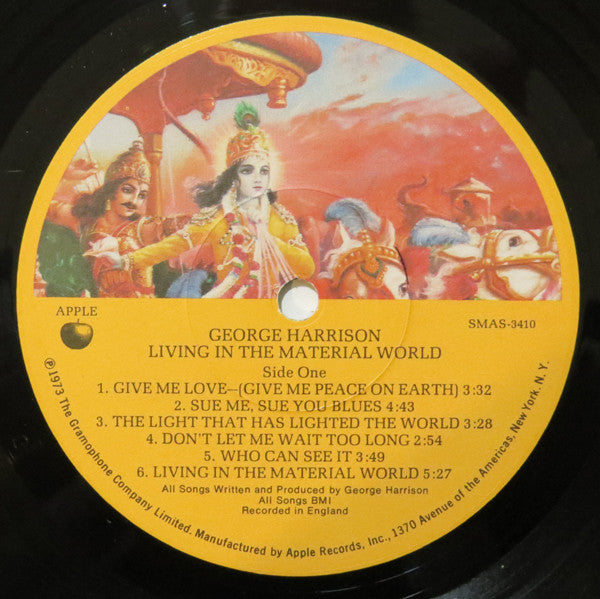 APPLE
SMAS-3410
GEORGE HARRISON
LIVING IN THE MATERIAL WORLD
Side One
1. GIVE ME LOVE—(GIVE ME PEACE ON EARTH) 3:32
2. SUE ME, SUE YOU BLUES 4:43
3. THE LIGHT THAT HAS LIGHTED THE WORLD 3:28
4. DON'T LET ME WAIT TOO LONG 2:54
5. WHO CAN SEE IT 3:49
6. LIVING IN THE MATERIAL WORLD 5:27
All Songs Written and Produced by George Harrison
All Songs BMI
Recorded in England
℗1973 The Gramophone Company Limited. Manufactured by Apple Records, Inc., 1370 Avenue of the Americas, New York, N. Y.